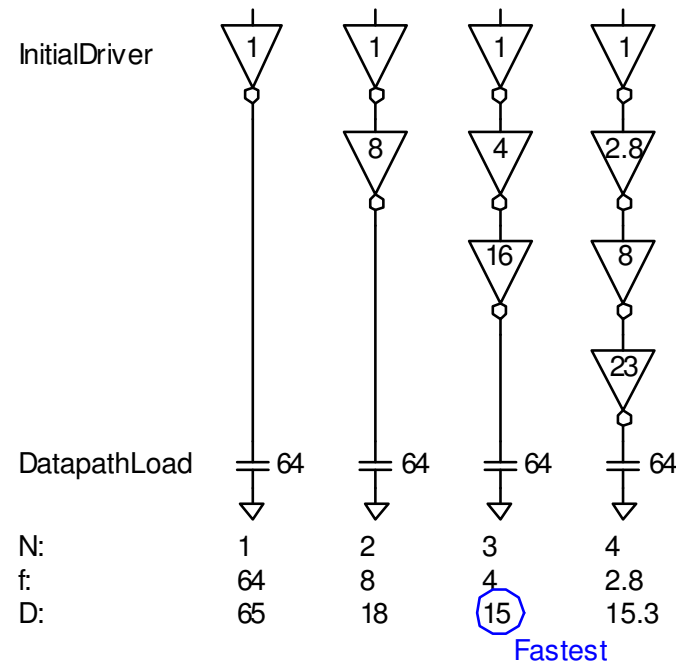 InitialDriver 1 1 1 1
8 4 2.8
16 8
23
DatapathLoad 64 64 64 64
N: 1 2 3 4
f: 64 8 4 2.8
D: 65 18 15 15.3
Fastest